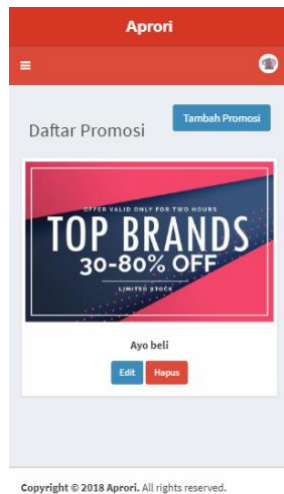 Aprori
Tambah Promosi
Daftar Promosi
OFFER VALID ONLY FOR TWO HOURS
TOP BRANDS
30-80% OFF
LIMITED STOCK
Ayo beli
Edit Hapus
Copyright © 2018 Aprori. All rights reserved.